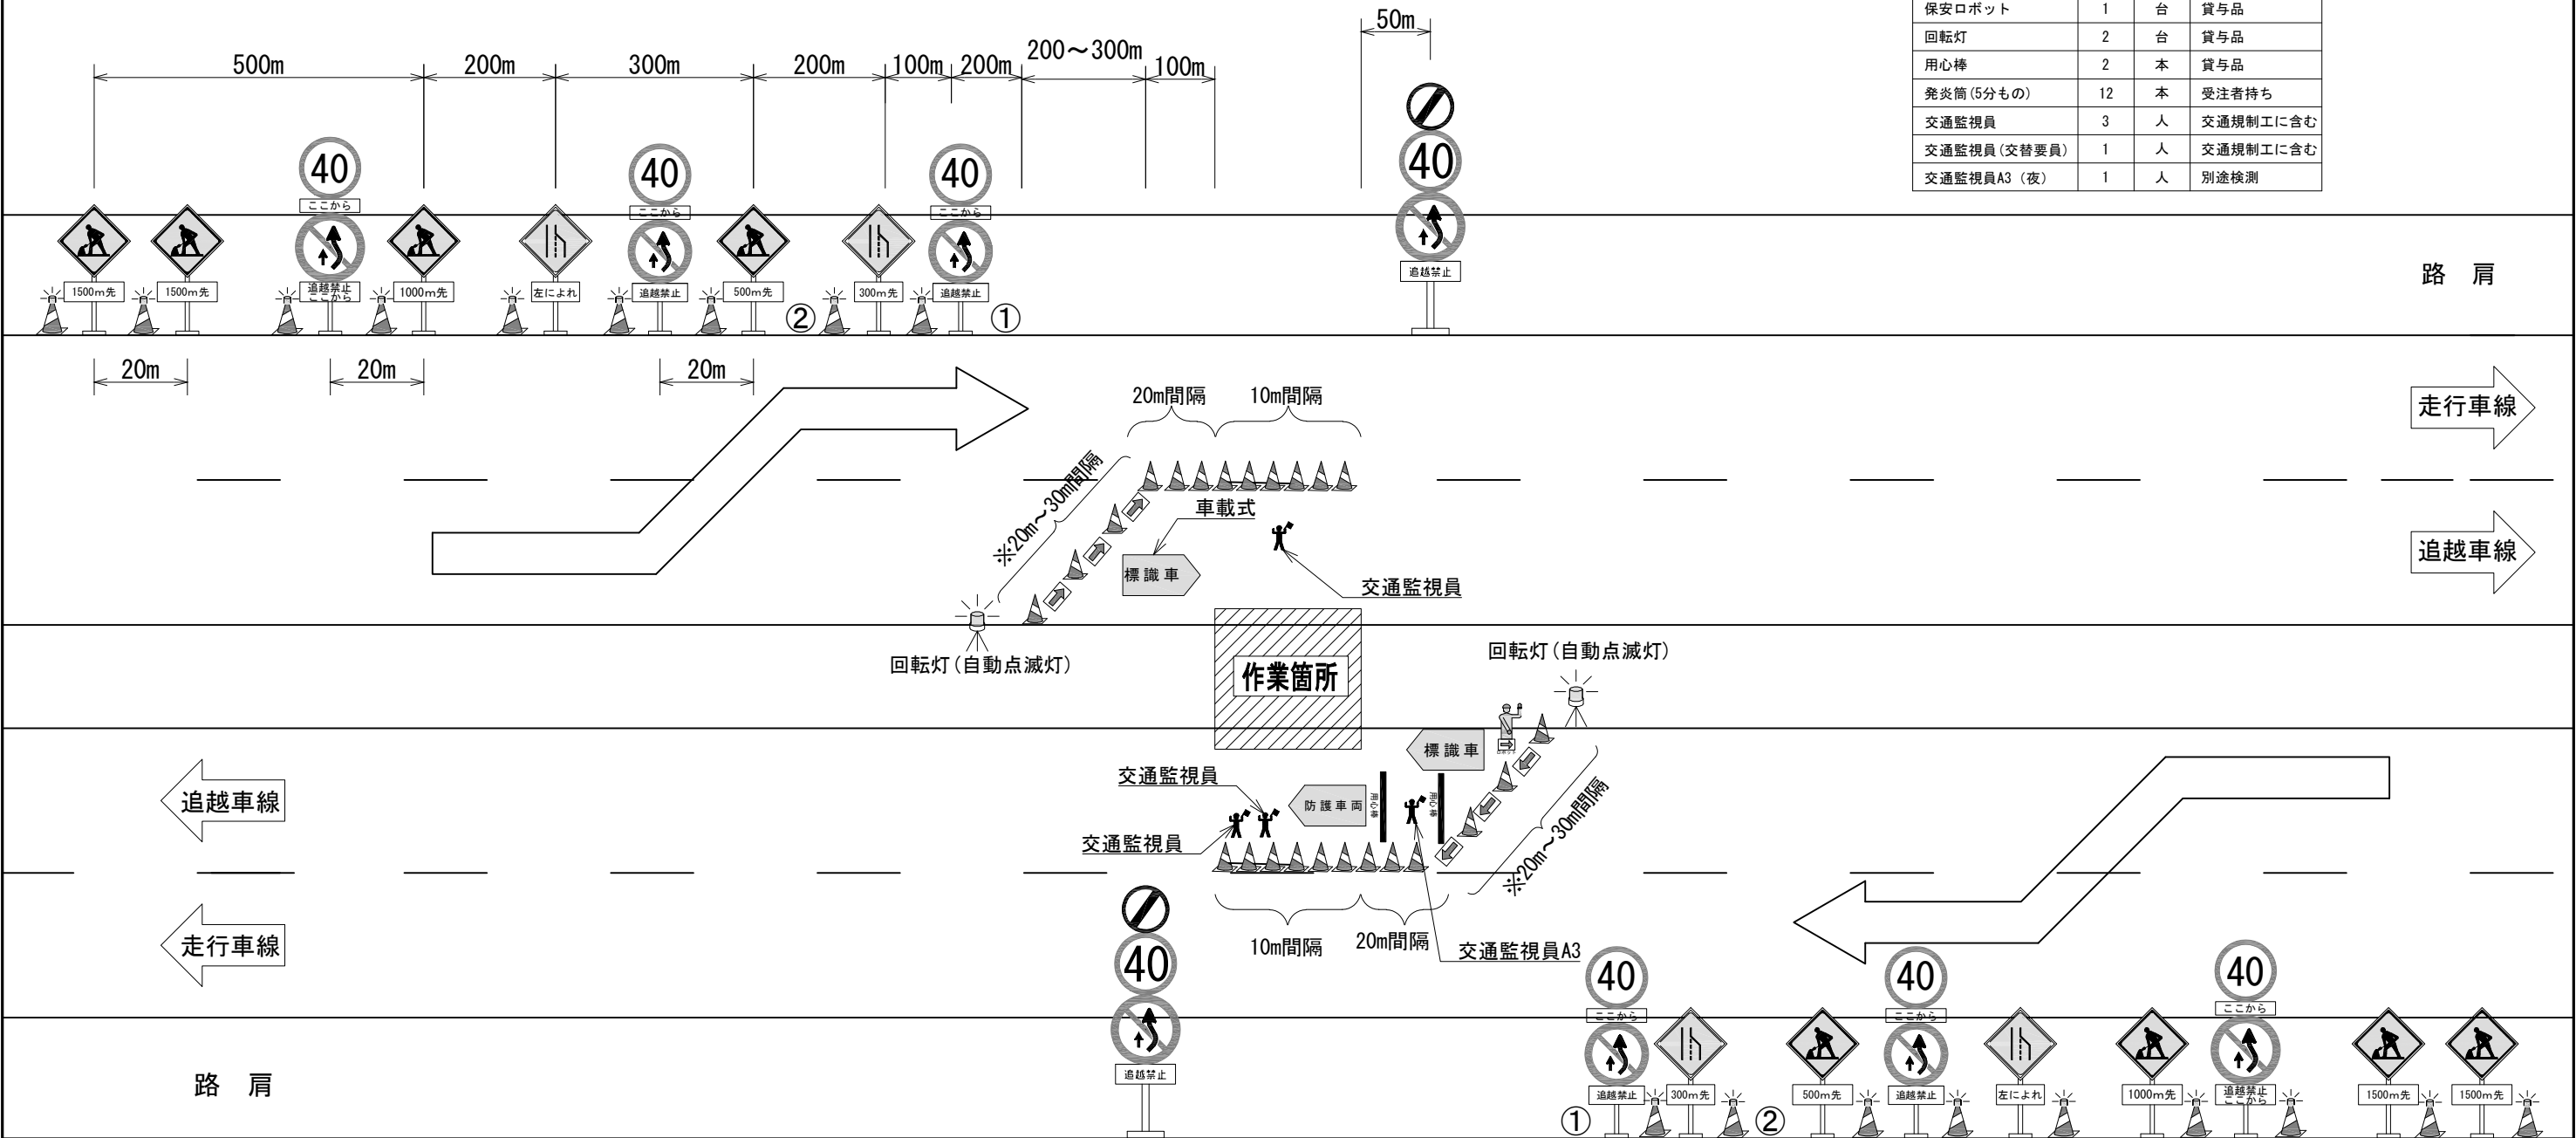 保安ロボット 1 台 貸与品
回転灯 2 台 貸与品
用心棒 2 本 貸与品
発炎筒(5分もの) 12 本 受注者持ち
交通監視員 3 人 交通規制工に含む
交通監視員(交替要員) 1 人 交通規制工に含む
交通監視員A3(夜) 1 人 別途検測
50m
500m 200m 300m 200m 100m 200m 200～300m 100m
40 40 40 40
ここから ここから ここから
追越禁止
1500m先 1500m先 追越禁止 ここから 1000m先 左によれ 追越禁止 500m先 300m先 追越禁止
② ①
路 肩
20m 20m 20m
20m間隔 10m間隔
走行車線
※20m～30m間隔
車載式
標識車
追越車線
交通監視員
回転灯(自動点滅灯)
作業箇所
回転灯(自動点滅灯)
標識車
交通監視員
防護車両
用心棒
用心棒
追越車線
交通監視員
※20m～30m間隔
10m間隔 20m間隔
交通監視員A3
走行車線
40 40 40 40
ここから ここから ここから
路 肩
追越禁止
追越禁止 300m先 500m先 追越禁止 左によれ 1000m先 追越禁止 ここから 1500m先 1500m先
① ②